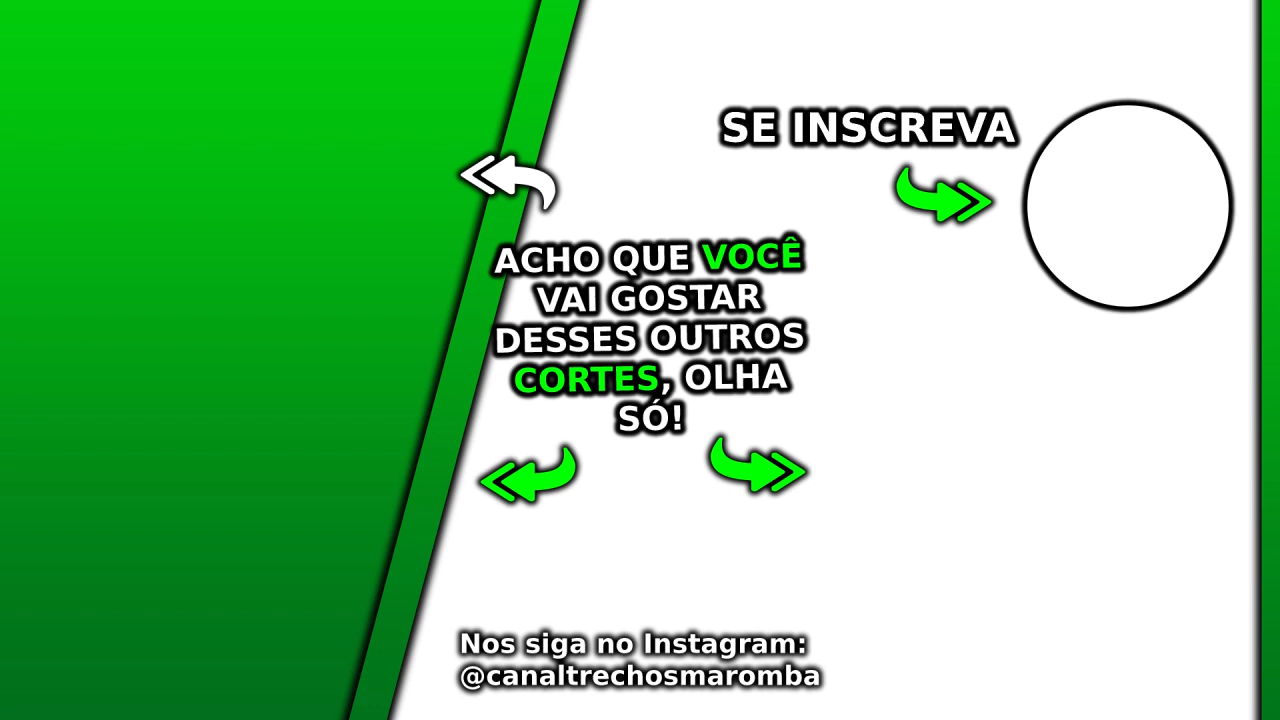 SE INSCREVA
ACHO QUE VOCÊ
VAI GOSTAR
DESSES OUTROS
CORTES, OLHA
SÓ!
Nos siga no Instagram:
@canaltrechosmaromba